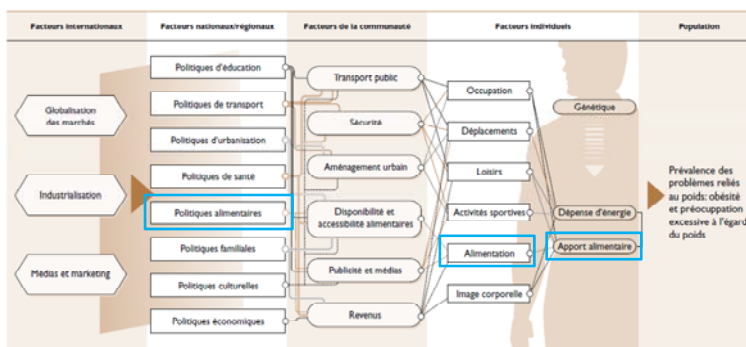 Facteurs internationaux
Facteurs nationaux/régionaux
Facteurs de la communauté
Facteurs individuels
Population
Globalisation
des marchés
Industrialisation
Médias et marketing
Politiques d'éducation
Politiques de transport
Politiques d'urbanisation
Politiques de santé
Politiques alimentaires
Politiques familiales
Politiques culturelles
Politiques économiques
Transport public
Sécurité
Aménagement urbain
Disponibilité et
accessibilité alimentaires
Publicité et médias
Revenus
Occupation
Déplacements
Loisirs
Activités sportives
Alimentation
Image corporelle
Génétique
Dépense d'énergie
Apport alimentaire
Prévalence des
problèmes reliés
au poids: obésité
et préoccupation
excessive à l'égard
du poids